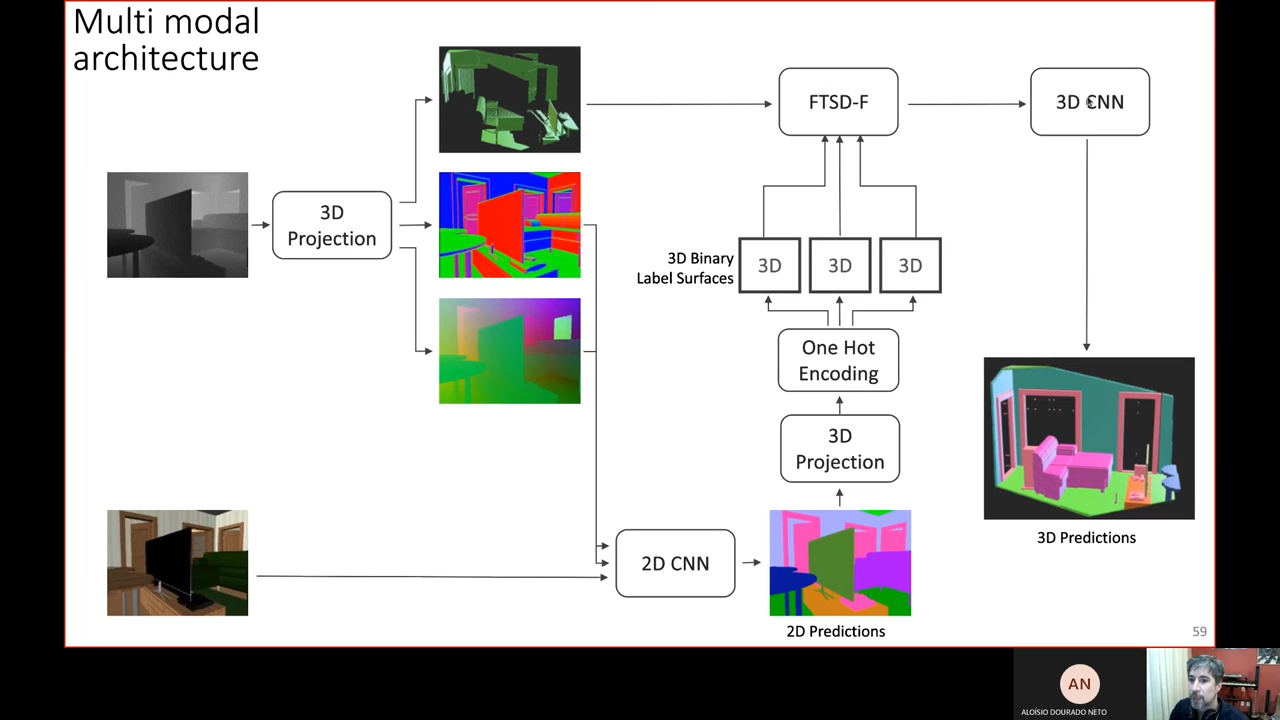 Multi modal
architecture
FTSD-F
3D CNN
3D
Projection
3D Binary
Label Surfaces
3D
3D
3D
One Hot
Encoding
3D
Projection
2D CNN
3D Predictions
2D Predictions
59
AN
ALOÍSIO DOURADO NETO